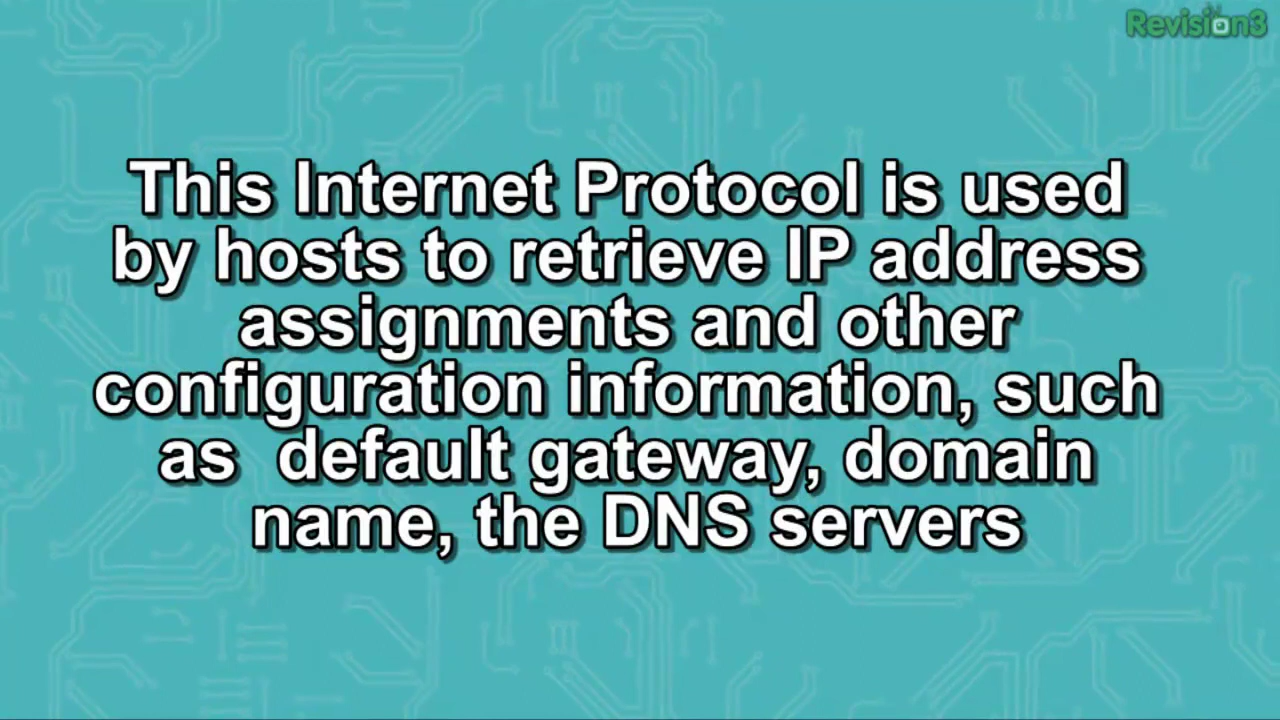 Revision3
This Internet Protocol is used
by hosts to retrieve IP address
assignments and other
configuration information, such
as  default gateway, domain
name, the DNS servers